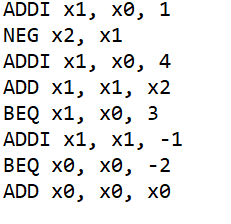 ADDI x1, x0, 1
NEG x2, x1
ADDI x1, x0, 4
ADD x1, x1, x2
BEQ x1, x0, 3
ADDI x1, x1, -1
BEQ x0, x0, -2
ADD x0, x0, x0